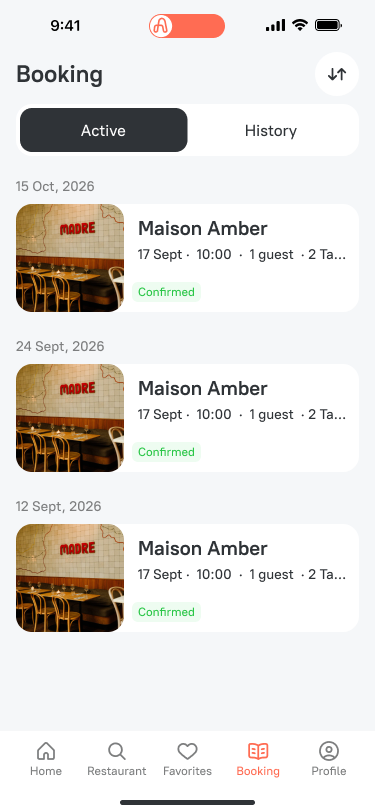 9:41
Booking
Active
History
15 Oct, 2026
MADRE
Maison Amber
17 Sept · 10:00 · 1 guest · 2 Ta...
Confirmed
24 Sept, 2026
MADRE
Maison Amber
17 Sept · 10:00 · 1 guest · 2 Ta...
Confirmed
12 Sept, 2026
MADRE
Maison Amber
17 Sept · 10:00 · 1 guest · 2 Ta...
Confirmed
Home
Restaurant
Favorites
Booking
Profile